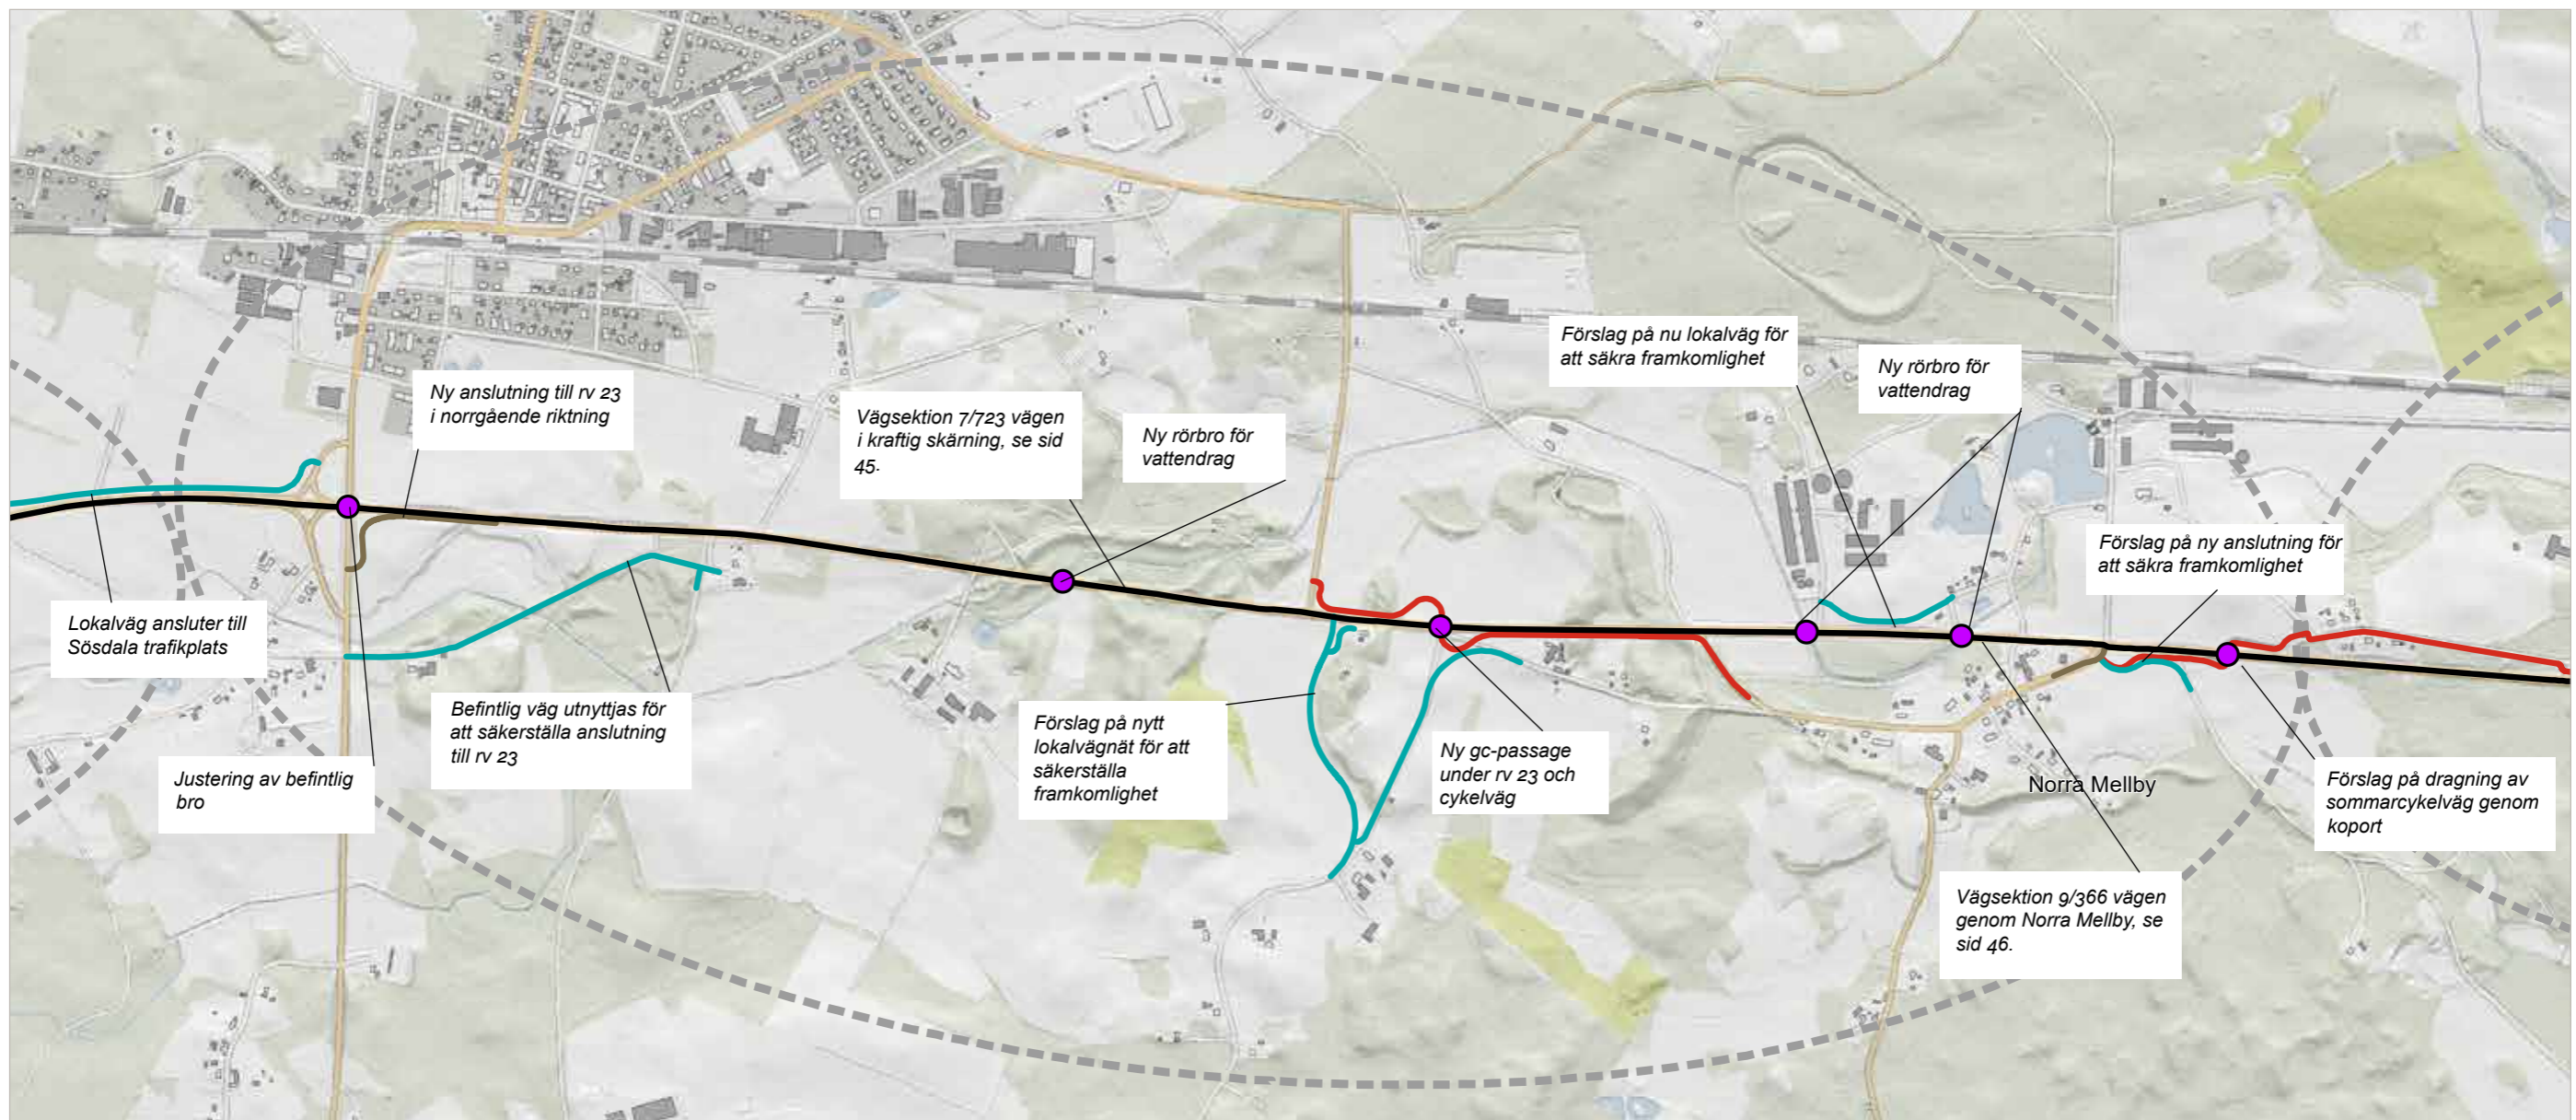 Förslag på nu lokalväg för
att säkra framkomlighet
Ny rörbro för
vattendrag
Ny anslutning till rv 23
i norrgående riktning
Vägsektion 7/723 vägen
i kraftig skärning, se sid
45.
Ny rörbro för
vattendrag
Förslag på ny anslutning för
att säkra framkomlighet
Lokalväg ansluter till
Sösdala trafikplats
Befintlig väg utnyttjas för
att säkerställa anslutning
till rv 23
Förslag på nytt
lokalvägnät för att
säkerställa
framkomlighet
Ny gc-passage
under rv 23 och
cykelväg
Justering av befintlig
bro
Norra Mellby
Förslag på dragning av
sommarcykelväg genom
koport
Vägsektion 9/366 vägen
genom Norra Mellby, se
sid 46.